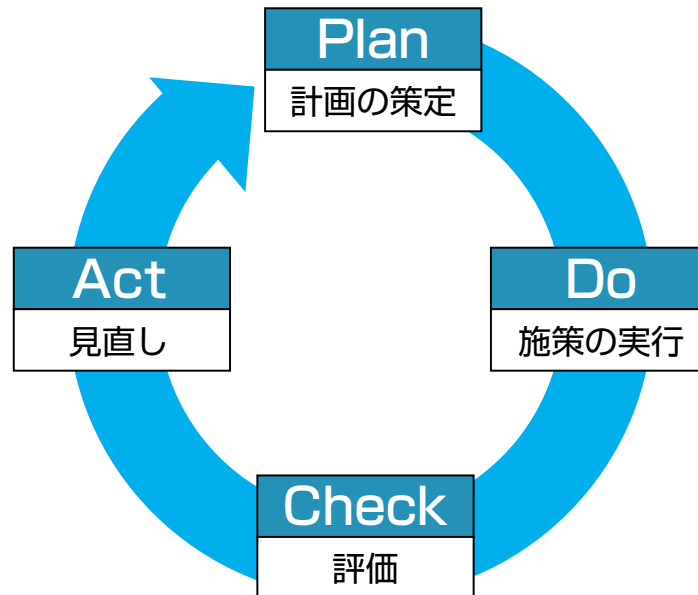 Plan
計画の策定
Do
施策の実行
Check
評価
Act
見直し